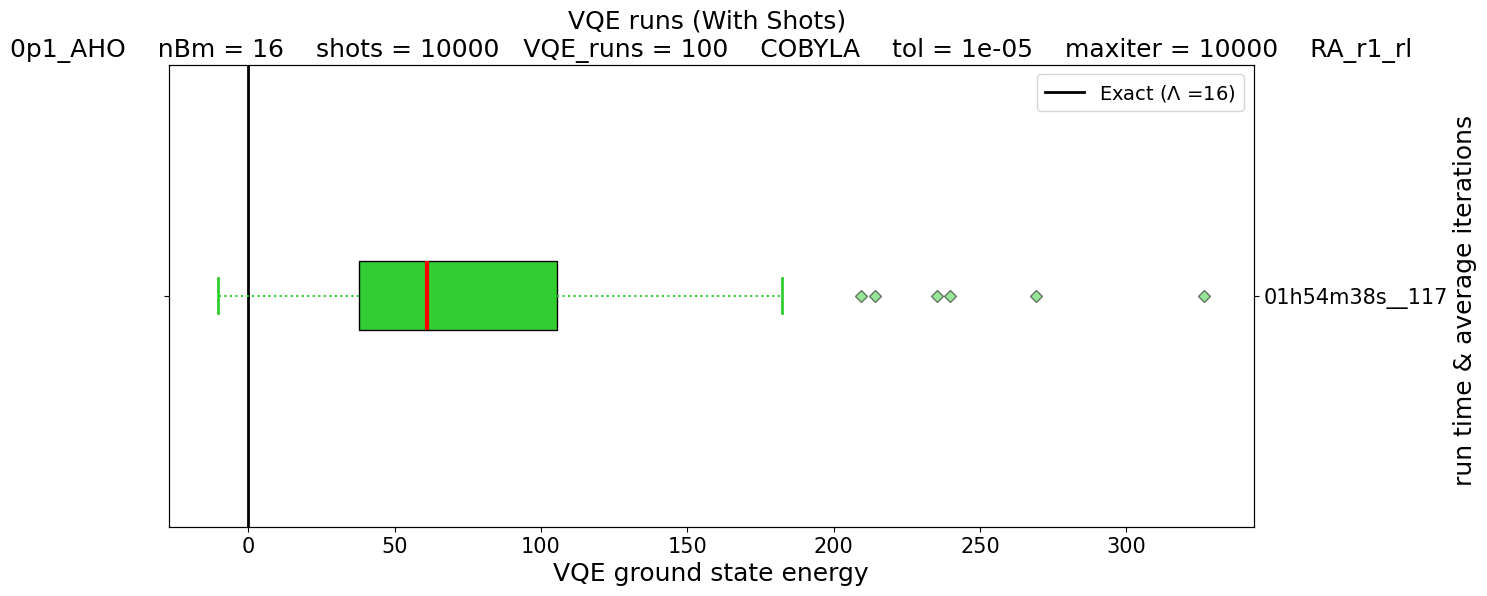 VQE runs (With Shots)
0p1_AHO nBm = 16 shots = 10000 VQE_runs = 100 COBYLA tol = 1e-05 maxiter = 10000 RA_r1_rl
Exact (Λ =16)
01h54m38s__117
run time & average iterations
0 50 100 150 200 250 300
VQE ground state energy